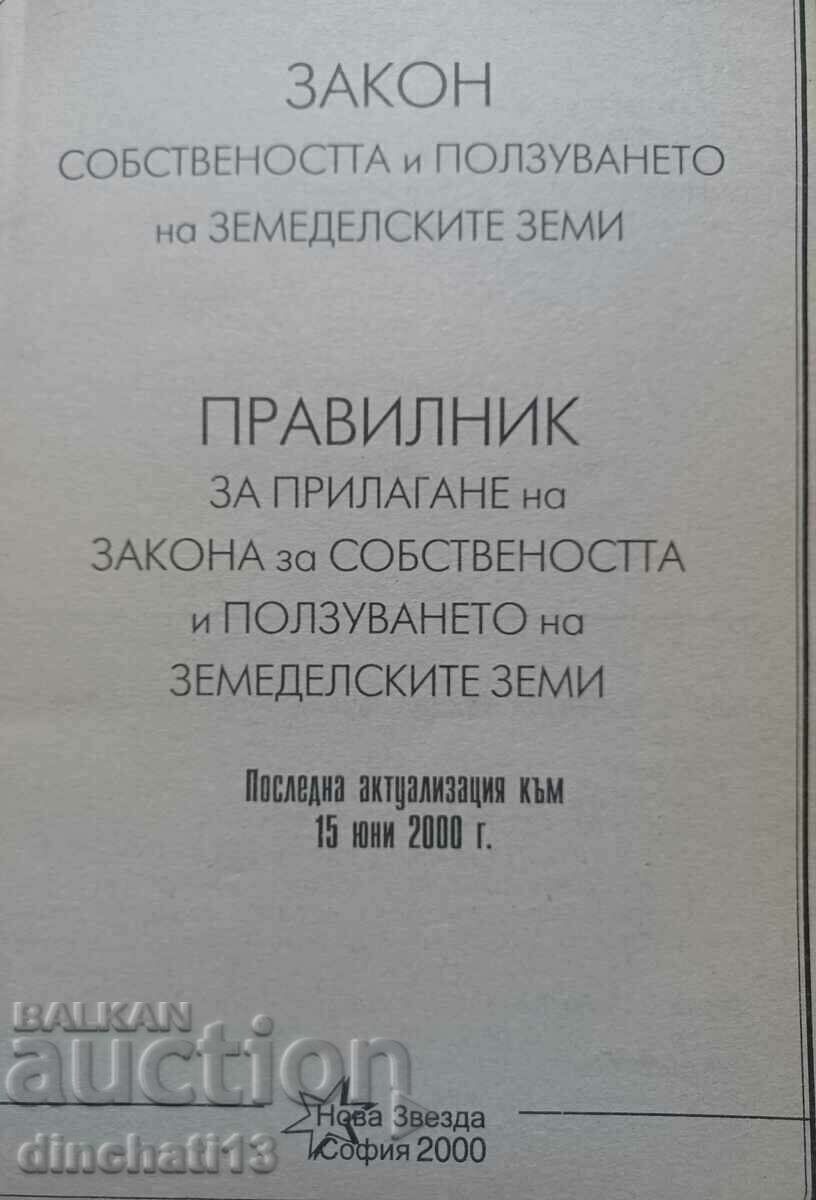 ЗАКОН
СОБСТВЕНОСТТА и ПОЛЗУВАНЕТО
на ЗЕМЕДЕЛСКИТЕ ЗЕМИ
ПРАВИЛНИК
ЗА ПРИЛАГАНЕ на
ЗАКОНА за СОБСТВЕНОСТТА
и ПОЛЗУВАНЕТО на
ЗЕМЕДЕЛСКИТЕ ЗЕМИ
Последна актуализация към
15 юни 2000 г.
BALKAN
auction
Нова Звезда
София 2000
dinchati13